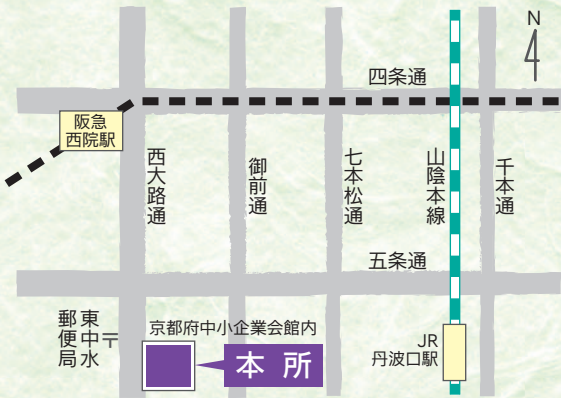 N
四条通
阪急
西院駅
西大路通
御前通
七本松通
山陰本線
千本通
五条通
東中水
郵便局
〒
京都府中小企業会館内
本所
JR
丹波口駅